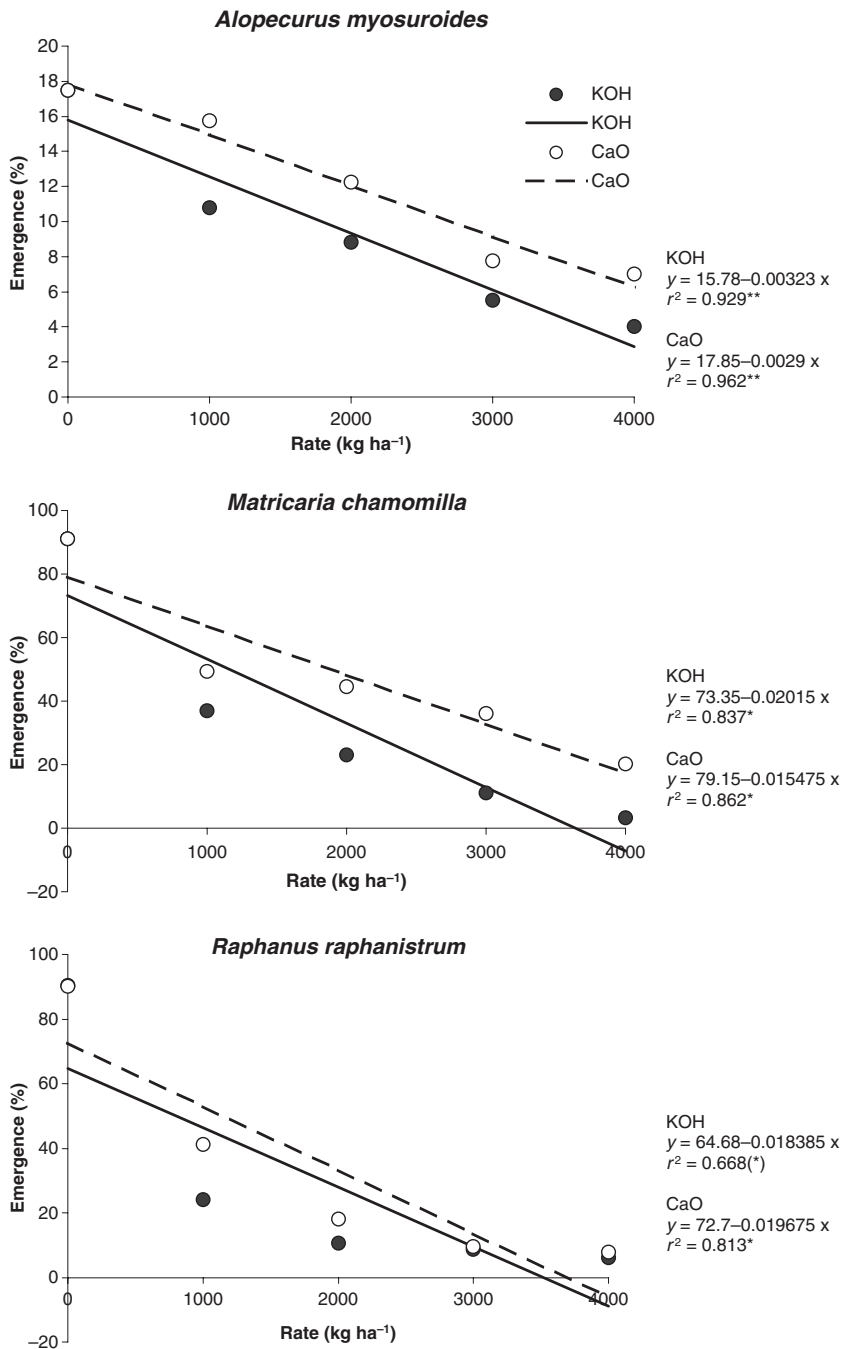 Alopecurus myosuroides
20
18
16
14
12
10
8
6
4
2
0
Emergence (%)
0 1000 2000 3000 4000
Rate (kg ha⁻¹)
KOH
KOH
CaO
CaO
KOH
y = 15.78–0.00323 x
r² = 0.929**
CaO
y = 17.85–0.0029 x
r² = 0.962**
Matricaria chamomilla
100
80
60
40
20
0
–20
Emergence (%)
0 1000 2000 3000 4000
Rate (kg ha⁻¹)
KOH
y = 73.35–0.02015 x
r² = 0.837*
CaO
y = 79.15–0.015475 x
r² = 0.862*
Raphanus raphanistrum
100
80
60
40
20
0
–20
Emergence (%)
0 1000 2000 3000 4000
Rate (kg ha⁻¹)
KOH
y = 64.68–0.018385 x
r² = 0.668(*)
CaO
y = 72.7–0.019675 x
r² = 0.813*